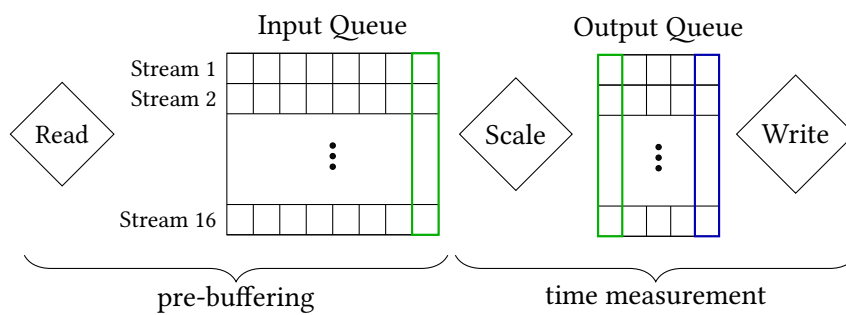 Input Queue
Output Queue
Stream 1
Stream 2
Read
Scale
Write
Stream 16
pre-buffering
time measurement